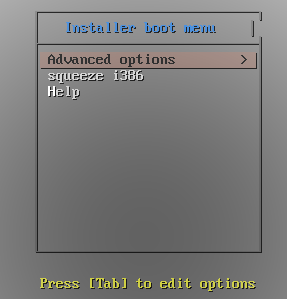 Installer boot menu
Advanced options >
squeeze i386
Help
Press [Tab] to edit options